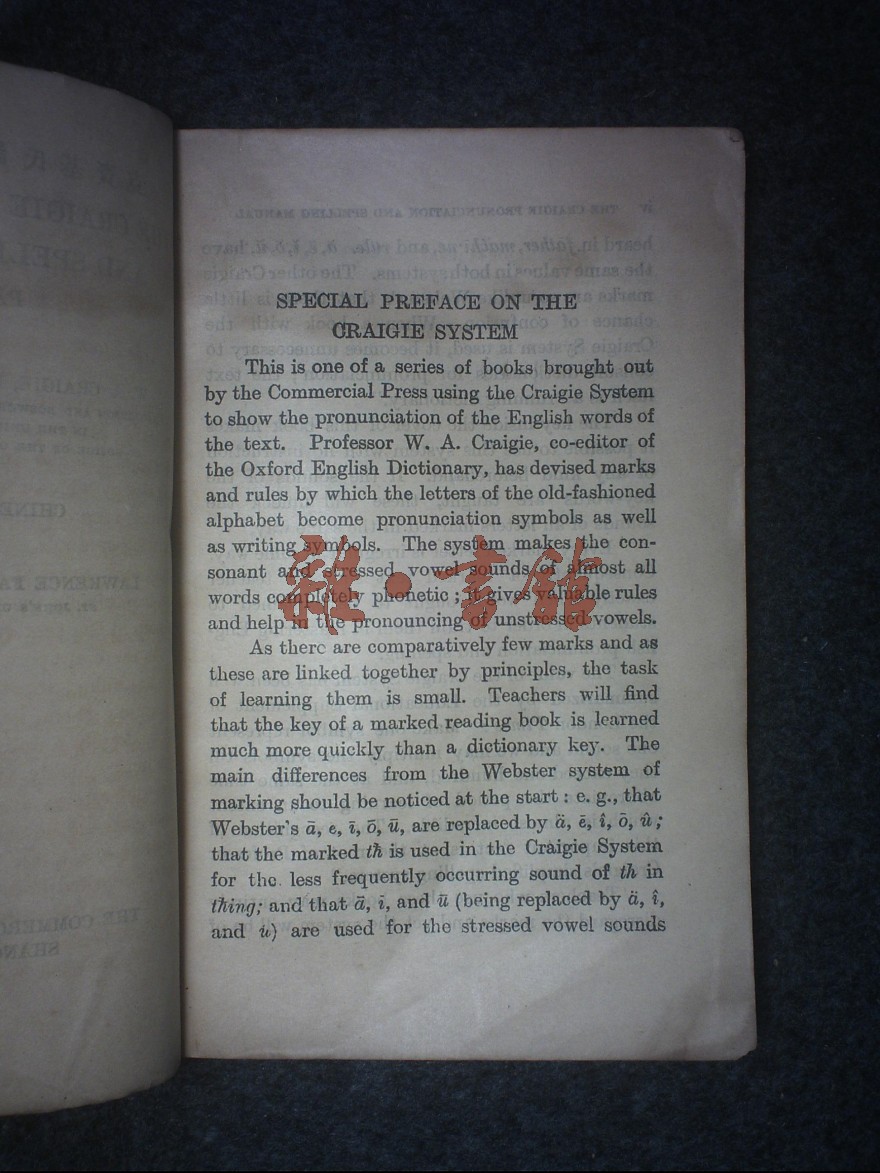 SPECIAL PREFACE ON THE
CRAIGIE SYSTEM
This is one of a series of books brought out
by the Commercial Press using the Craigie System
to show the pronunciation of the English words of
the text. Professor W. A. Craigie, co-editor of
the Oxford English Dictionary, has devised marks
and rules by which the letters of the old-fashioned
alphabet become pronunciation symbols as well
as writing symbols. The system makes the con-
sonant and stressed vowel sounds of almost all
words completely phonetic ; it gives valuable rules
and help in the pronouncing of unstressed vowels.
As there are comparatively few marks and as
these are linked together by principles, the task
of learning them is small. Teachers will find
that the key of a marked reading book is learned
much more quickly than a dictionary key. The
main differences from the Webster system of
marking should be noticed at the start : e. g., that
Webster's ā, e, ī, ō, ū, are replaced by ä, ē, î, ō, û ;
that the marked ŧħ is used in the Craigie System
for the less frequently occurring sound of th in
ŧħing; and that ā, ī, and ū (being replaced by ä, î,
and u) are used for the stressed vowel sounds